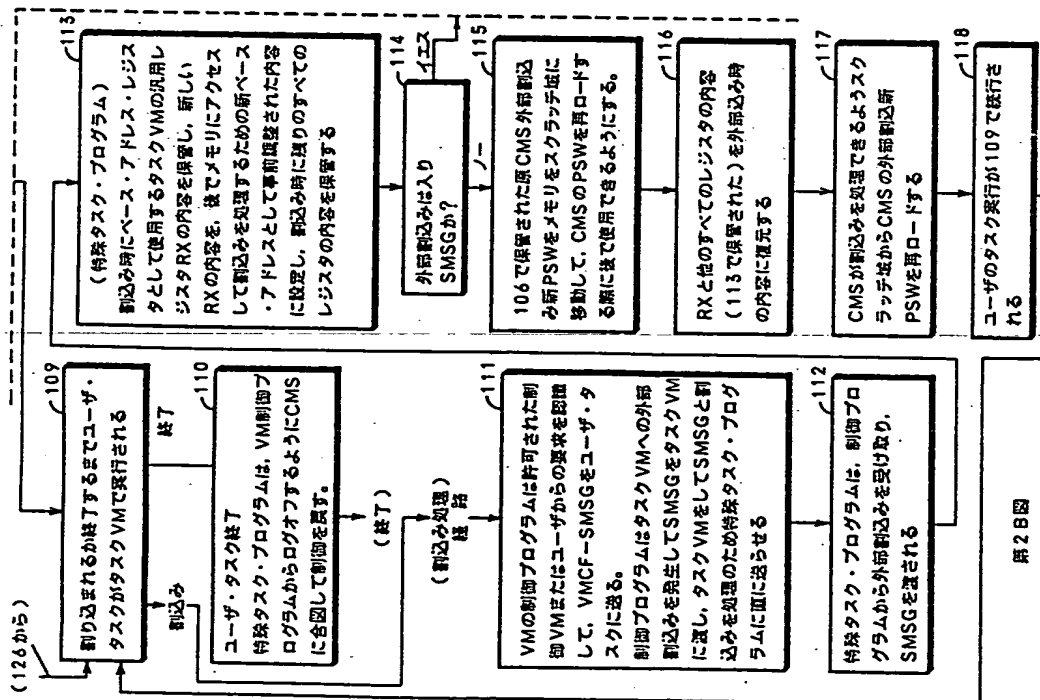 (126から)
109
割り込まれるか終了するまでユーザ・
タスクがタスクVMで実行される
終了
割込み
110
ユーザ・タスク終了
特殊タスク・プログラムは，VM制御プ
ログラムからログオフするようにCMS
に合図して制御を戻す。
(終了)
(割込み処理)
経路
111
VMの制御プログラムは許可された制
御VMまたはユーザからの要求を認識
して，VMCF-SMSGをユーザ・タ
スクに送る。
制御プログラムはタスクVMへの外部
割込みを発生してSMSGをタスクVM
に渡し，タスクVMをしてSMSGと割
込みを処理のため特殊タスク・プログ
ラムに直に送らせる
112
特殊タスク・プログラムは，制御プロ
グラムから外部割込みを受け取り，
SMSGを渡される
113
(特殊タスク・プログラム)
割込み時にベース・アドレス・レジス
タとして使用するタスクVMの汎用レ
ジスタRXの内容を保管し，新しい
RXの内容を，後でメモリにアクセス
して割込みを処理するための新ベース
・アドレスとして事前調整された内容
に設定し，割込み時に残りのすべての
レジスタの内容を保管する
114
外部割込みは入り
SMSGか？
イエス
ノー
115
106で保管された原CMS外部割込
み新PSWをメモリをスクラッチ域に
移動して，CMSのPSWを再ロードす
る際に後で使用できるようにする。
116
RXと他のすべてのレジスタの内容
(113で保管された)を外部込み時
の内容に復元する
117
CMSが割込みを処理できるようスク
ラッチ域からCMSの外部割込新
PSWを再ロードする
118
ユーザのタスク実行が109で続行さ
れる
第2B図